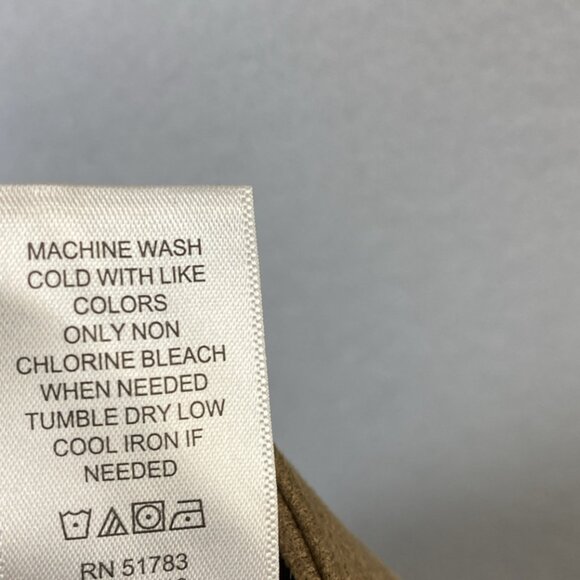 MACHINE WASH
COLD WITH LIKE
COLORS
ONLY NON
CHLORINE BLEACH
WHEN NEEDED
TUMBLE DRY LOW
COOL IRON IF
NEEDED
RN 51783